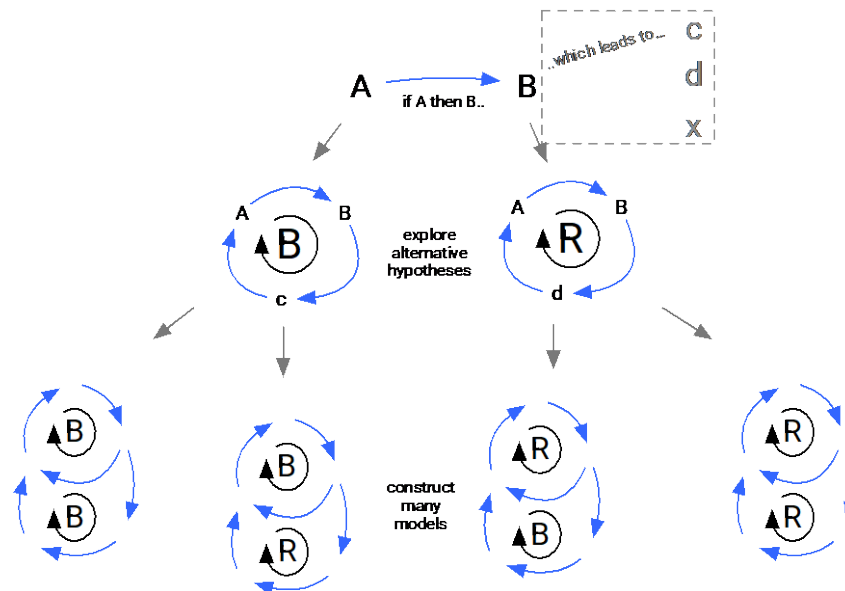 A
if A then B..
B
..which leads to...
c
d
x
A
B
B
c
explore
alternative
hypotheses
A
B
R
d
B
B
B
R
construct
many
models
R
B
R
R